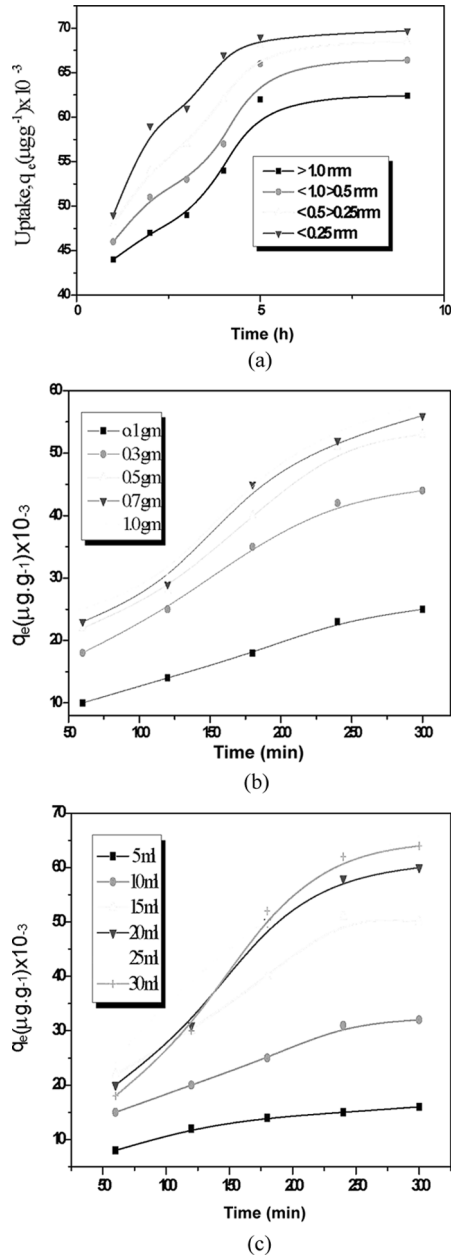 70
65
60
55
50
45
40
0
5
10
Uptake, qe(µgg-1)x10-3
>1.0 mm
<1.0>0.5 mm
<0.5>0.25mm
<0.25 mm
Time (h)
(a)
60
50
40
30
20
10
50
100
150
200
250
300
qe(µg.g-1)x10-3
0.1gm
0.3gm
0.5gm
0.7gm
1.0gm
Time (min)
(b)
70
60
50
40
30
20
10
50
100
150
200
250
300
qe(µg.g-1)x10-3
5ml
10ml
15ml
20ml
25ml
30ml
Time (min)
(c)